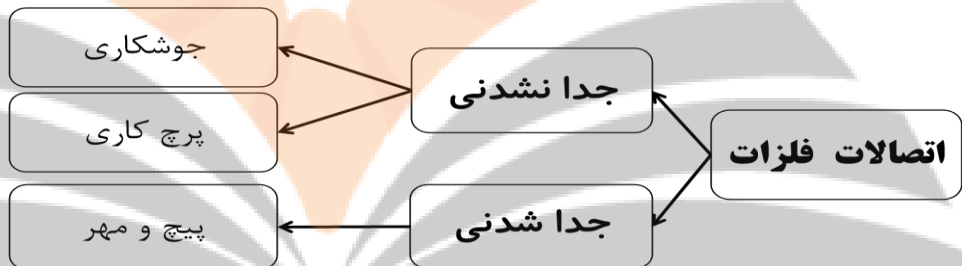 اتصالات فلزات
جدا نشدنی
جوشکاری
پرچ کاری
جدا شدنی
پیچ و مهر